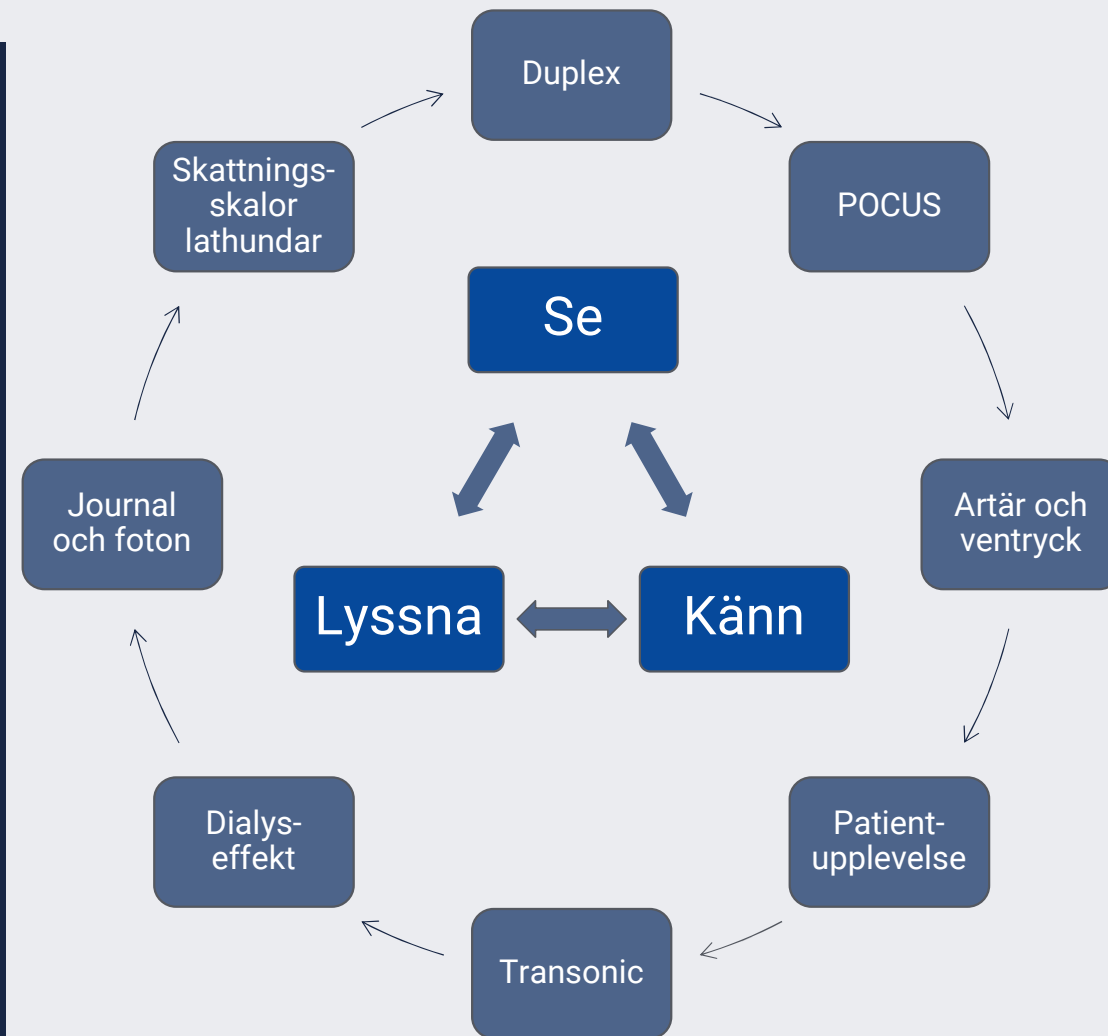 Duplex
POCUS
Artär och
ventryck
Patient-
upplevelse
Transonic
Dialys-
effekt
Journal
och foton
Skattnings-
skalor
lathundar
Se
Känn
Lyssna